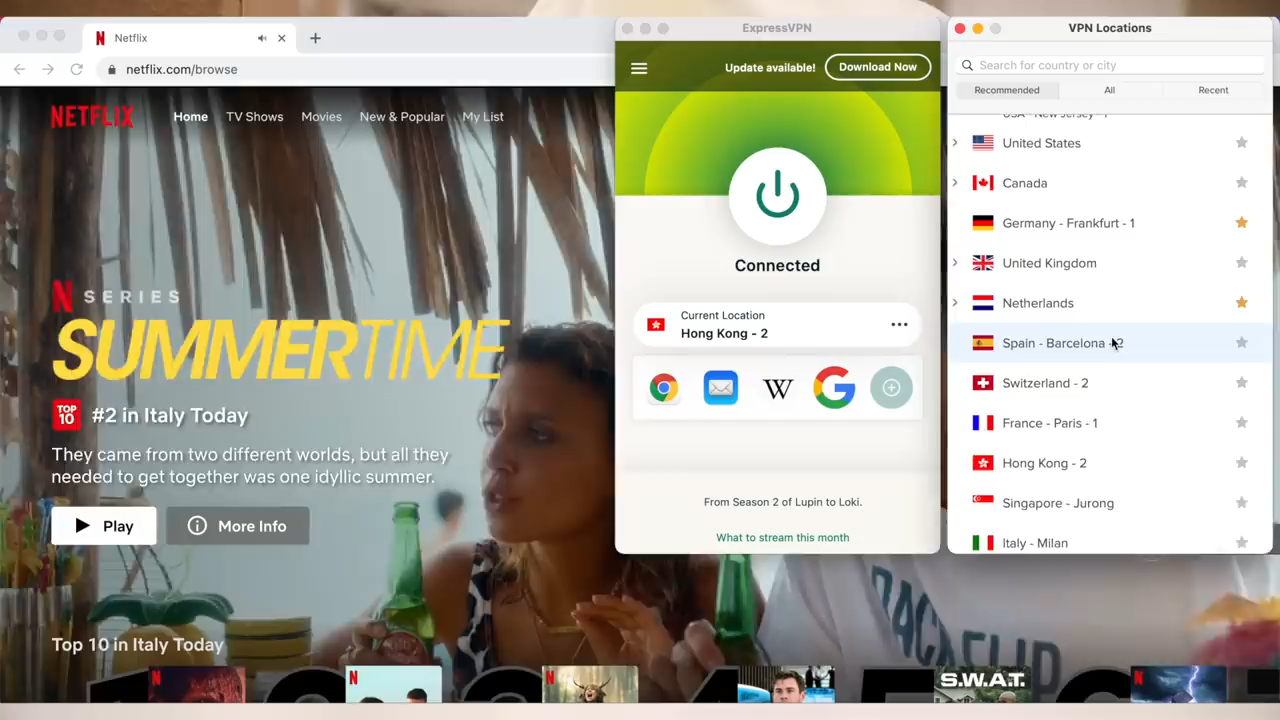 Netflix
netflix.com/browse
NETFLIX
Home
TV Shows
Movies
New & Popular
My List
N SERIES
SUMMERTIME
TOP
10
#2 in Italy Today
They came from two different worlds, but all they
needed to get together was one idyllic summer.
Play
More Info
Top 10 in Italy Today
S.W.A.T.
ExpressVPN
Update available!
Download Now
Connected
Current Location
Hong Kong - 2
W
G
From Season 2 of Lupin to Loki.
What to stream this month
VPN Locations
Search for country or city
Recommended
All
Recent
USA - New Jersey - 1
United States
Canada
Germany - Frankfurt - 1
United Kingdom
Netherlands
Spain - Barcelona - 2
Switzerland - 2
France - Paris - 1
Hong Kong - 2
Singapore - Jurong
Italy - Milan